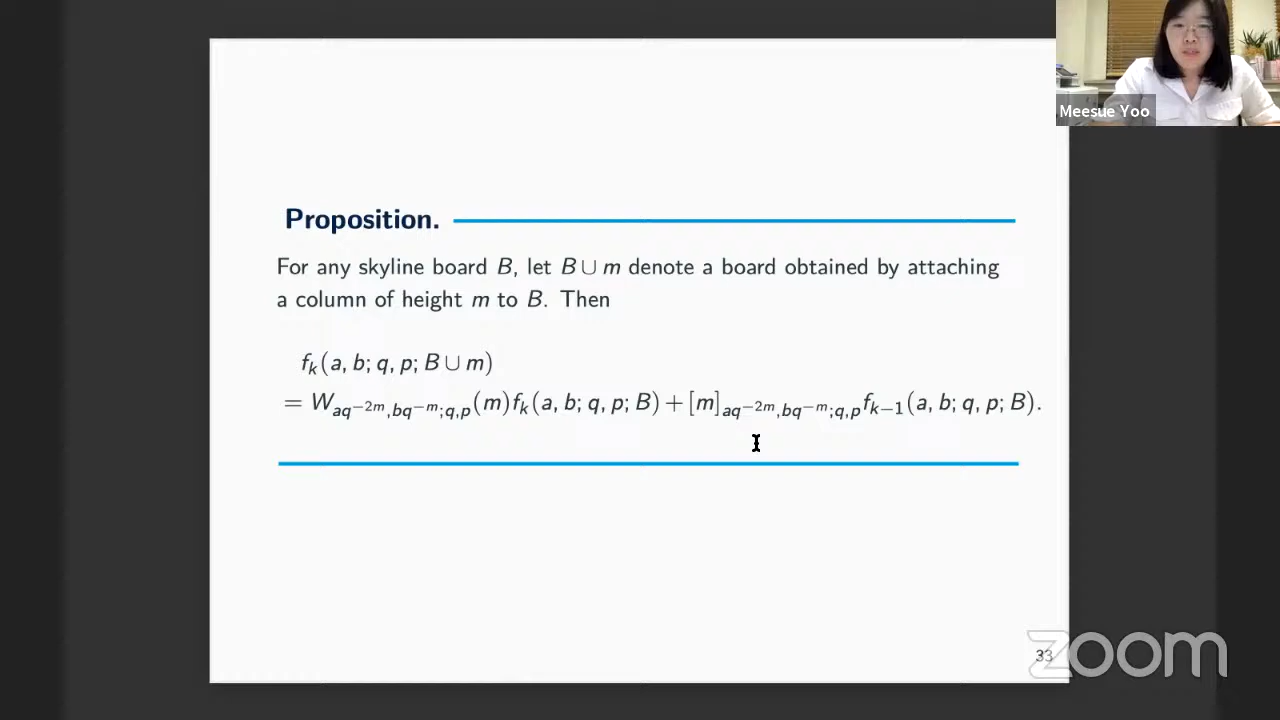 Meesue Yoo
Proposition.
For any skyline board B, let B ∪ m denote a board obtained by attaching
a column of height m to B. Then
f_k(a, b; q, p; B ∪ m)
= W_{aq^{-2m},bq^{-m};q,p}(m)f_k(a, b; q, p; B) + [m]_{aq^{-2m},bq^{-m};q,p}f_{k-1}(a, b; q, p; B).
33
zoom